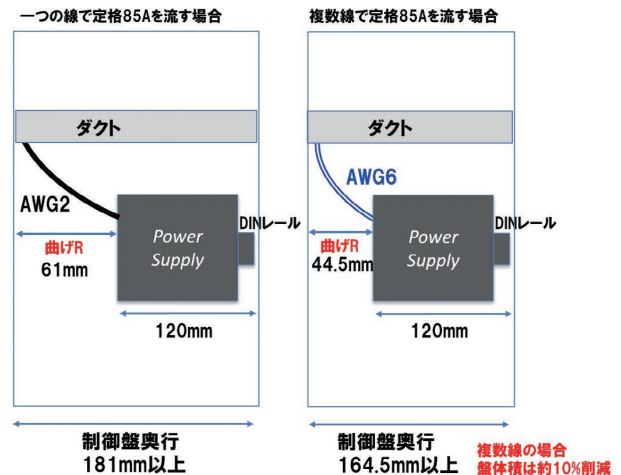 一つの線で定格85Aを流す場合
ダクト
AWG2
DINレール
Power
Supply
曲げR
61mm
120mm
制御盤奥行
181mm以上
複数線で定格85Aを流す場合
ダクト
AWG6
DINレール
Power
Supply
曲げR
44.5mm
120mm
制御盤奥行
164.5mm以上
複数線の場合
盤体積は約10%削減